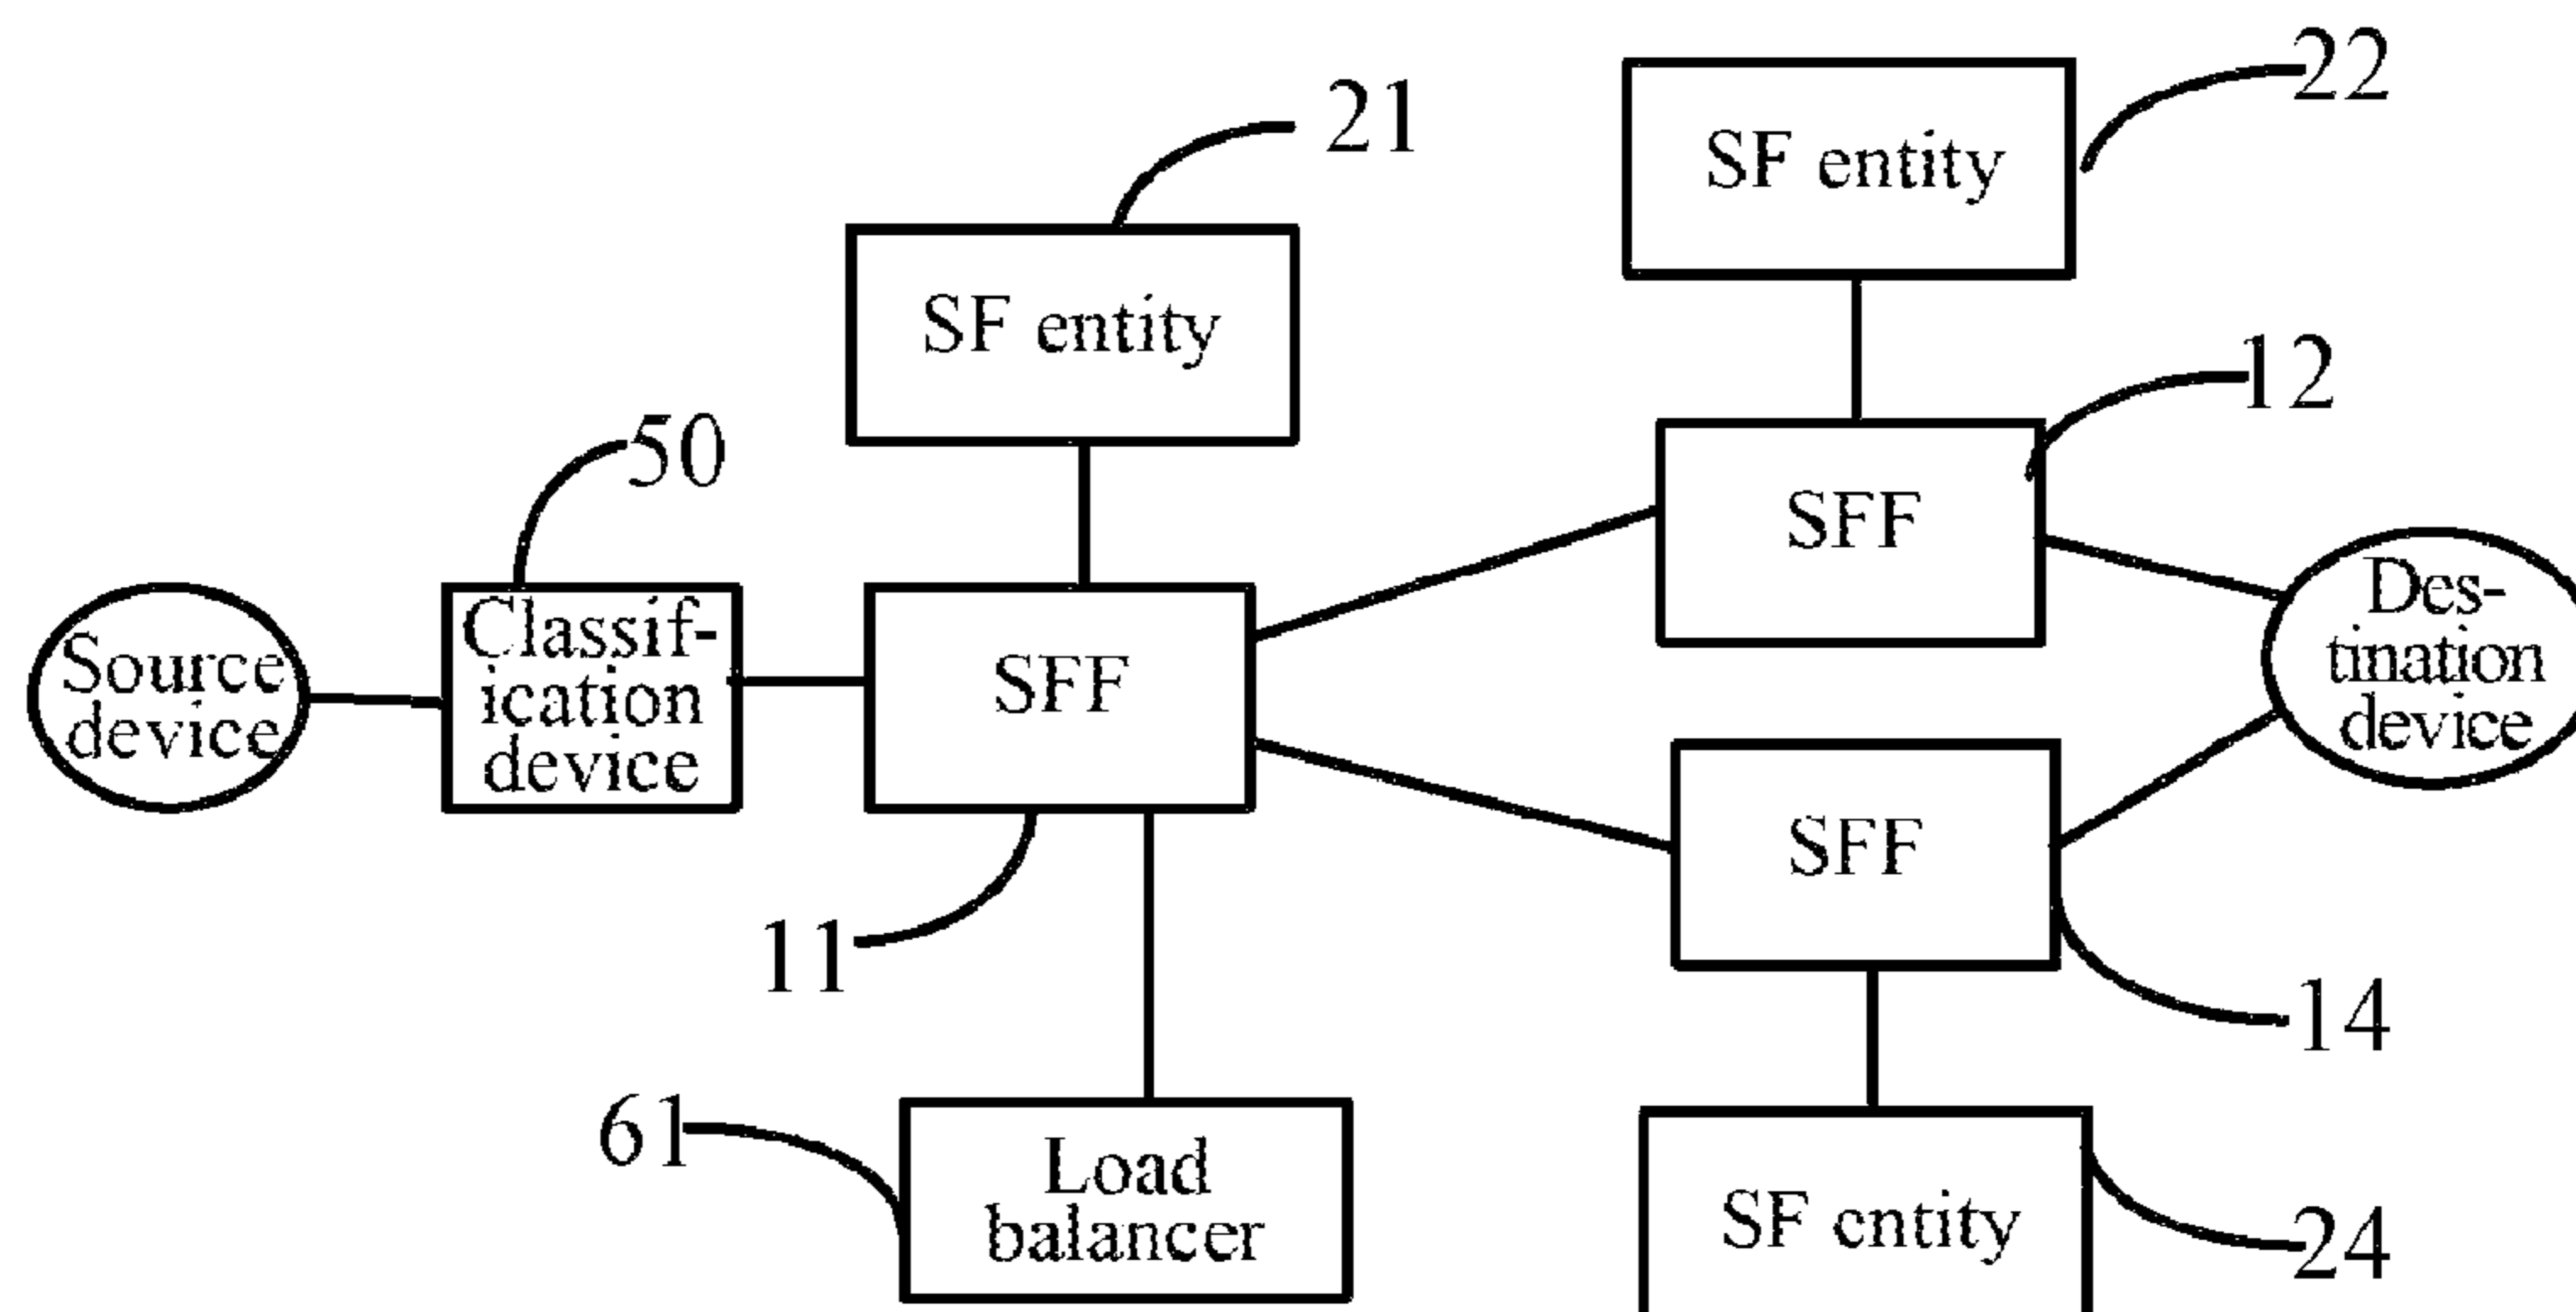 22
21
SF entity
12
SF entity
50
SFF
Source
device
Classif-
ication
device
SFF
Des-
tination
device
SFF
11
14
61
Load
balancer
SF entity
24